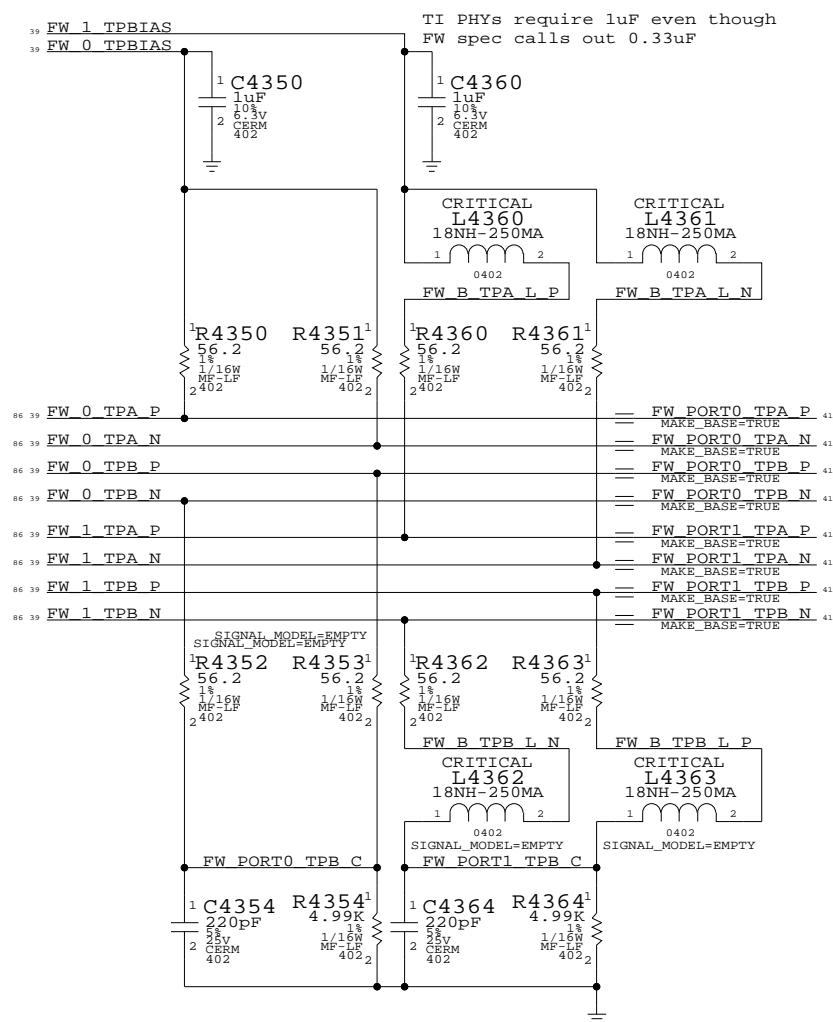 TI PHYs require 1uF even though
FW spec calls out 0.33uF
39 FW_1_TPBIAS
39 FW_0_TPBIAS
1 C4350
1uF
10%
6.3V
2 CERM
402
1 C4360
1uF
10%
6.3V
2 CERM
402
CRITICAL
L4360
18NH-250MA
1 2
0402
FW_B_TPA_L_P
CRITICAL
L4361
18NH-250MA
1 2
0402
FW_B_TPA_L_N
1 R4350
56.2
1%
1/16W
MF-LF
2 402
R4351 1
56.2
1%
1/16W
MF-LF
402 2
1 R4360
56.2
1%
1/16W
MF-LF
2 402
R4361 1
56.2
1%
1/16W
MF-LF
402 2
86 39 FW_0_TPA_P FW_PORT0_TPA_P 41
MAKE_BASE=TRUE
86 39 FW_0_TPA_N FW_PORT0_TPA_N 41
MAKE_BASE=TRUE
86 39 FW_0_TPB_P FW_PORT0_TPB_P 41
MAKE_BASE=TRUE
86 39 FW_0_TPB_N FW_PORT0_TPB_N 41
MAKE_BASE=TRUE
86 39 FW_1_TPA_P FW_PORT1_TPA_P 41
MAKE_BASE=TRUE
86 39 FW_1_TPA_N FW_PORT1_TPA_N 41
MAKE_BASE=TRUE
86 39 FW_1_TPB_P FW_PORT1_TPB_P 41
MAKE_BASE=TRUE
86 39 FW_1_TPB_N FW_PORT1_TPB_N 41
MAKE_BASE=TRUE
SIGNAL_MODEL=EMPTY
SIGNAL_MODEL=EMPTY
1 R4352
56.2
1%
1/16W
MF-LF
2 402
R4353 1
56.2
1%
1/16W
MF-LF
402 2
1 R4362
56.2
1%
1/16W
MF-LF
2 402
R4363 1
56.2
1%
1/16W
MF-LF
402 2
FW_B_TPB_L_N
CRITICAL
L4362
18NH-250MA
1 2
0402
SIGNAL_MODEL=EMPTY
FW_B_TPB_L_P
CRITICAL
L4363
18NH-250MA
1 2
0402
SIGNAL_MODEL=EMPTY
FW_PORT0_TPB_C
FW_PORT1_TPB_C
1 C4354
220pF
5%
25V
2 CERM
402
R4354 1
4.99K
1%
1/16W
MF-LF
402 2
1 C4364
220pF
5%
25V
2 CERM
402
R4364 1
4.99K
1%
1/16W
MF-LF
402 2